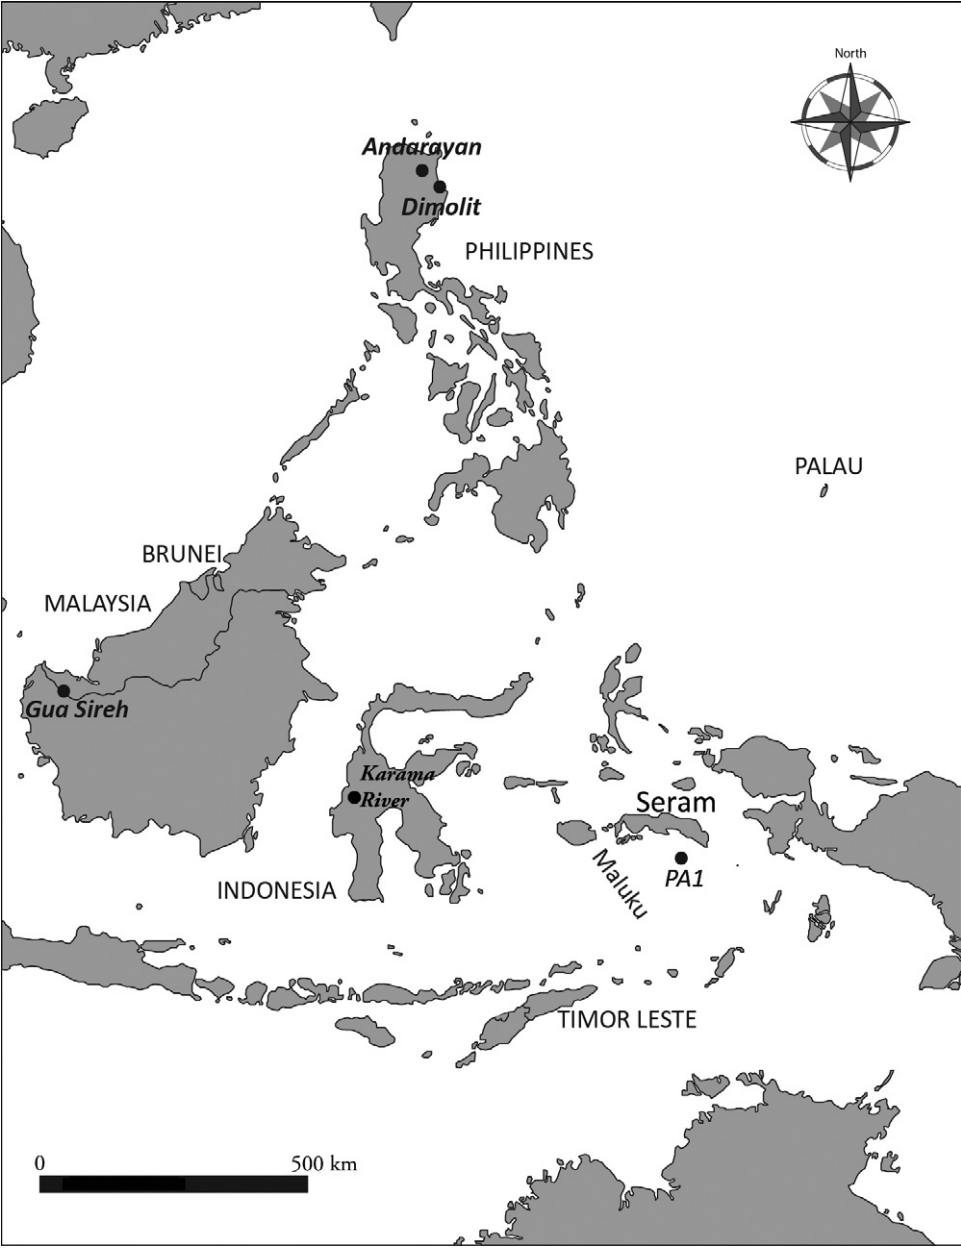 North
Andarayan
Dimolit
PHILIPPINES
PALAU
BRUNEI
MALAYSIA
Gua Sireh
Karama
River
Seram
PA1
Maluku
INDONESIA
TIMOR LESTE
0 500 km